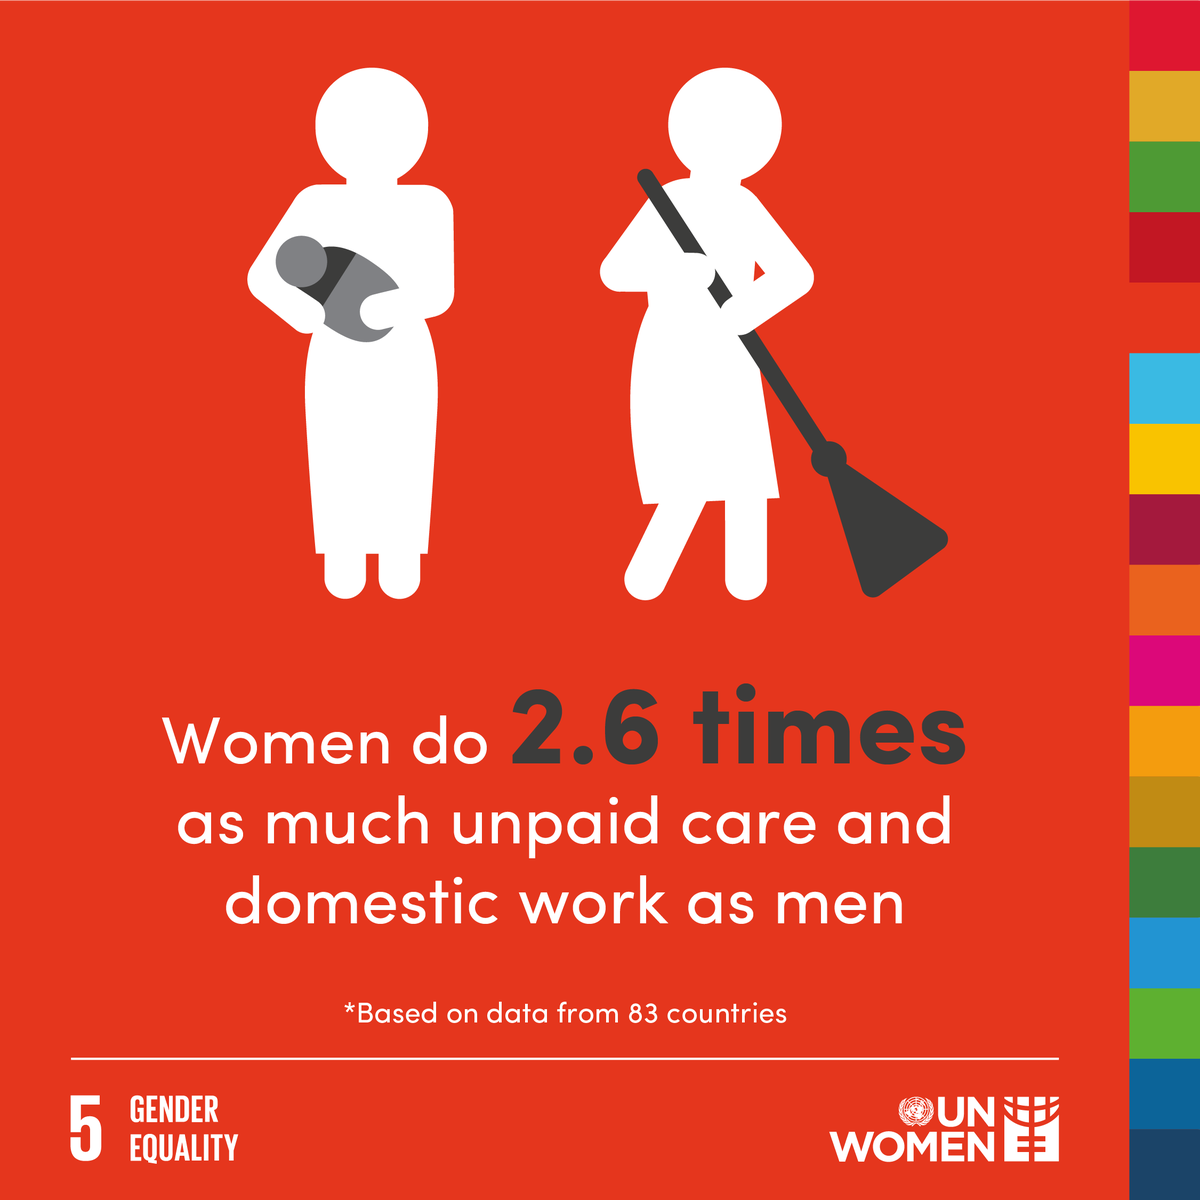 Women do 2.6 times
as much unpaid care and
domestic work as men
*Based on data from 83 countries
5 GENDER
EQUALITY
UN
WOMEN